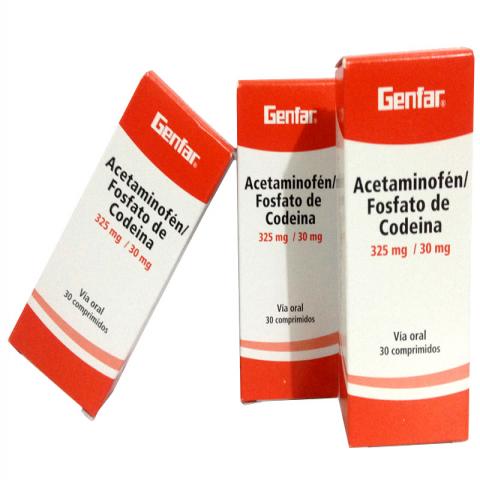 Genfar®
Acetaminofén/
Fosfato de
Codeina
325 mg / 30 mg
Vía oral
30 comprimidos
Genfar®
Acetaminofén/
Fosfato de
Codeina
325 mg / 30 mg
Vía oral
30 comprimidos
Genfar®
Acetaminofén/
Fosfato de
Codeina
325 mg / 30 mg
Vía oral
30 comprimidos